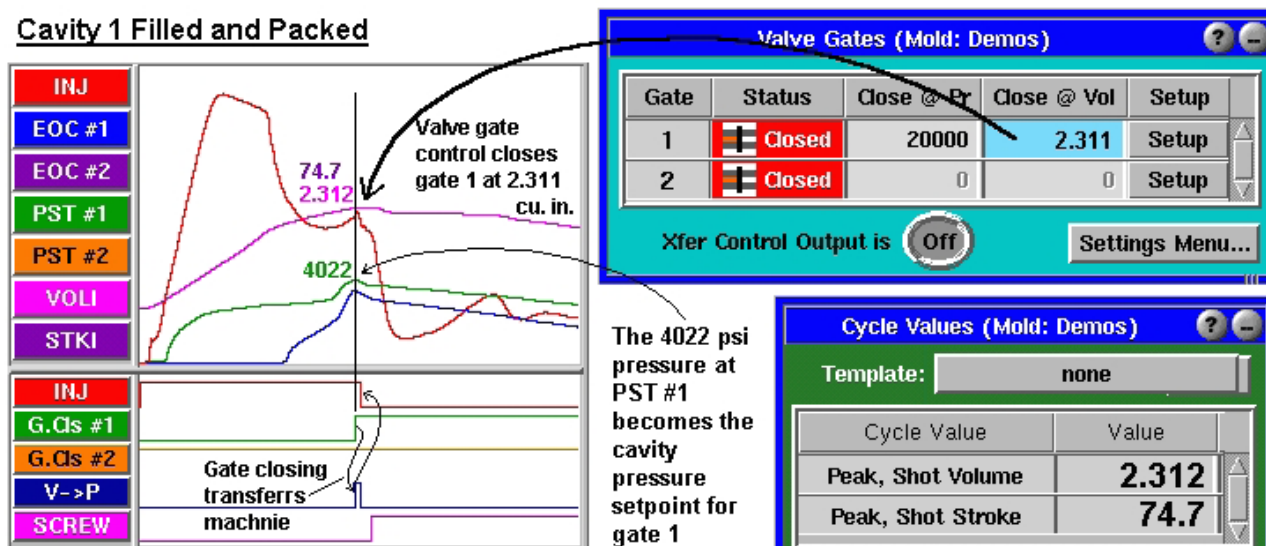 Cavity 1 Filled and Packed
INJ
EOC #1
EOC #2
PST #1
PST #2
VOLI
STKI
74.7
2.312
4022
Valve gate
control closes
gate 1 at 2.311
cu. in.
INJ
G.Cls #1
G.Cls #2
V->P
SCREW
Gate closing
transferrs
machnie
The 4022 psi
pressure at
PST #1
becomes the
cavity
pressure
setpoint for
gate 1
Valve Gates (Mold: Demos)
? –
Gate Status Close @ Pr Close @ Vol Setup
1 Closed 20000 2.311 Setup
2 Closed 0 0 Setup
Xfer Control Output is Off
Settings Menu...
Cycle Values (Mold: Demos)
? –
Template: none
Cycle Value Value
Peak, Shot Volume 2.312
Peak, Shot Stroke 74.7